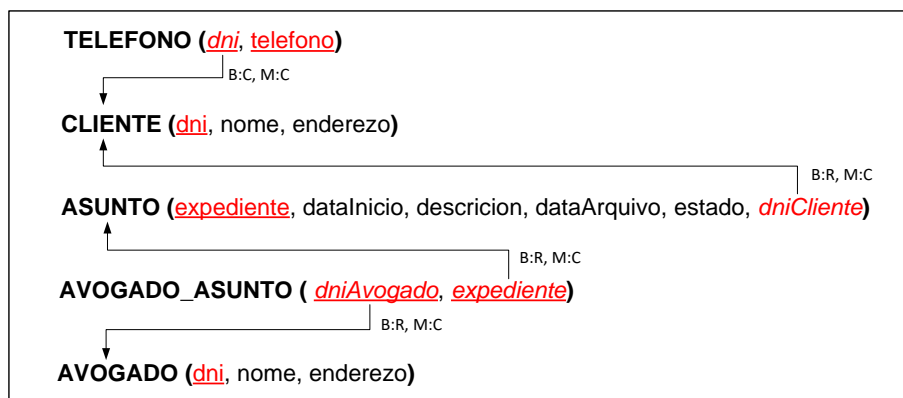 TELEFONO (dni, telefono)
B:C, M:C
CLIENTE (dni, nome, enderezo)
B:R, M:C
ASUNTO (expediente, dataInicio, descricion, dataArquivo, estado, dniCliente)
B:R, M:C
AVOGADO_ASUNTO ( dniAvogado, expediente)
B:R, M:C
AVOGADO (dni, nome, enderezo)